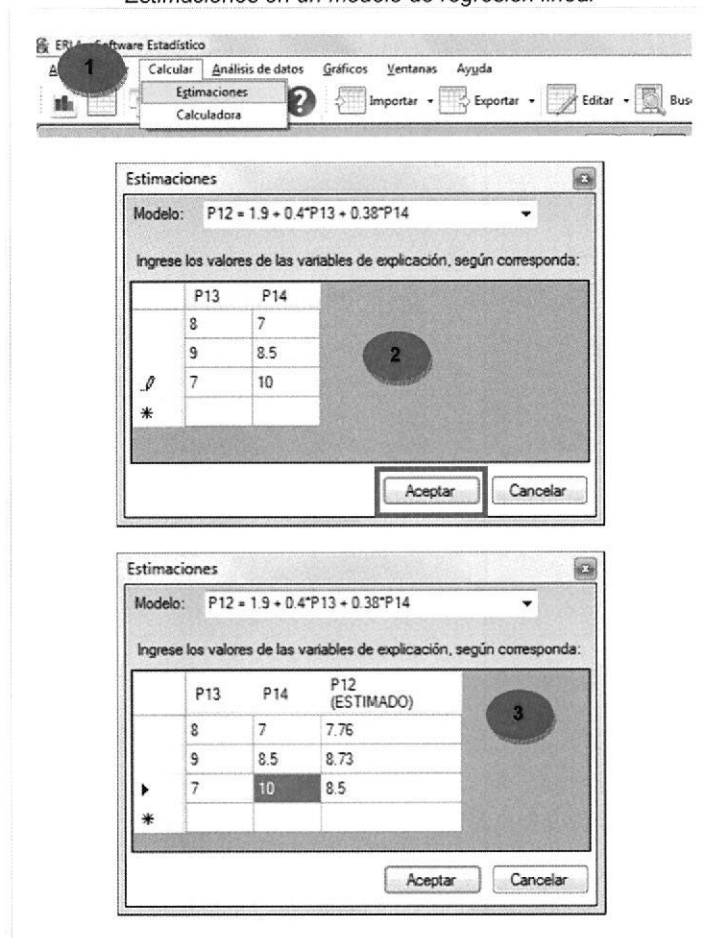 Estimaciones en un modelo de regresión lineal
Software Estadístico
1
Calcular Análisis de datos Gráficos Ventanas Ayuda
Estimaciones
Calculadora
Importar Exportar Editar
Estimaciones
Modelo: P12 = 1.9 + 0.4*P13 + 0.38*P14
Ingrese los valores de las variables de explicación, según corresponda:
P13 P14
8 7
9 8.5
2
7 10
*
Aceptar Cancelar
Estimaciones
Modelo: P12 = 1.9 + 0.4*P13 + 0.38*P14
Ingrese los valores de las variables de explicación, según corresponda:
P13 P14 P12 (ESTIMADO)
3
8 7 7.76
9 8.5 8.73
7 10 8.5
*
Aceptar Cancelar